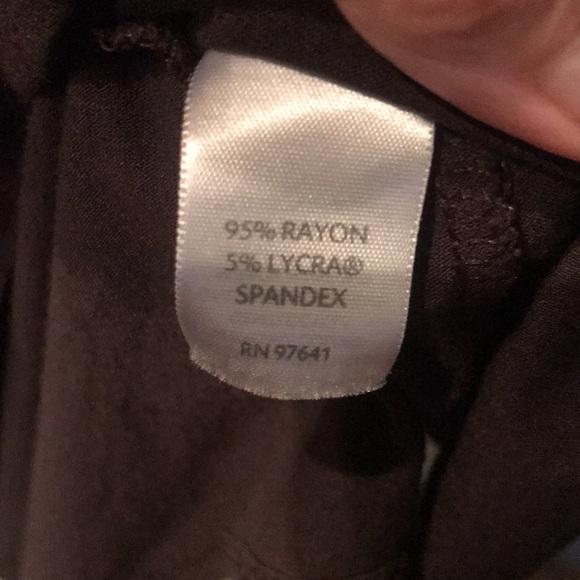 95% RAYON
5% LYCRA®
SPANDEX
RN 97641